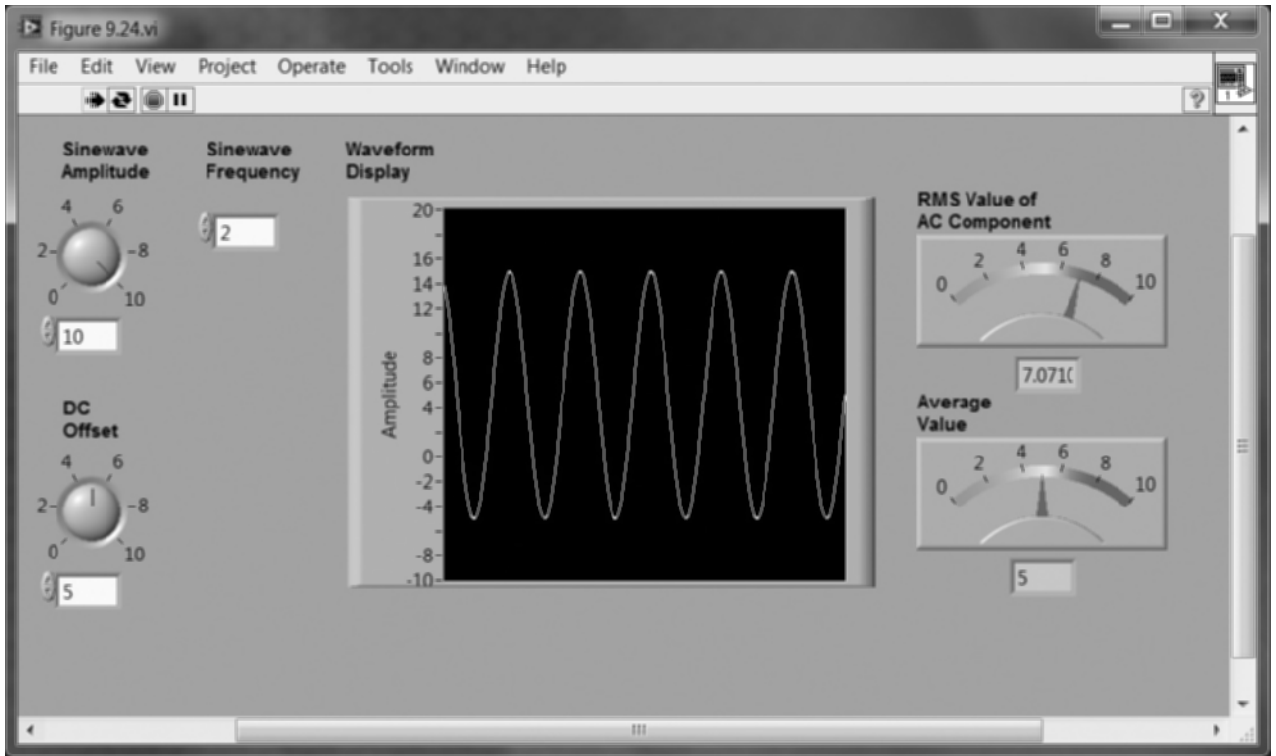 Figure 9.24.vi
File Edit View Project Operate Tools Window Help
?
1
Sinewave
Amplitude
4 6
2 8
0 10
10
Sinewave
Frequency
2
DC
Offset
4 6
2 8
0 10
5
Waveform
Display
Amplitude
20
16
14
12
8
6
4
0
-2
-4
-8
-10
RMS Value of
AC Component
0 2 4 6 8 10
7.071(
Average
Value
0 2 4 6 8 10
5